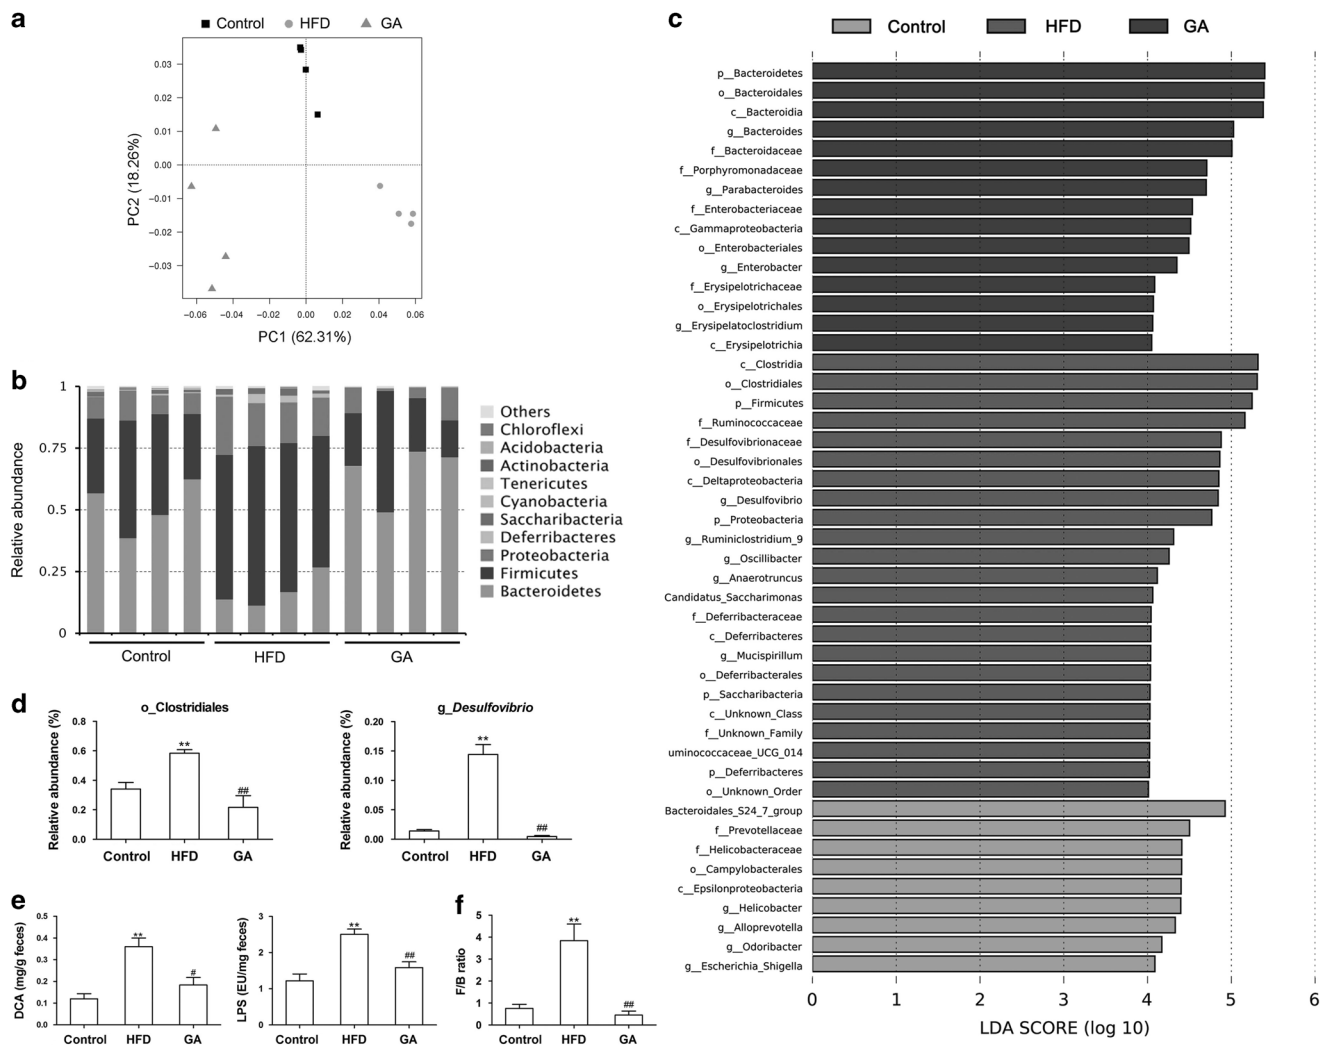 a
Control HFD GA
PC2 (18.26%)
0.03
0.02
0.01
0.00
−0.01
−0.02
−0.03
−0.06 −0.04 −0.02 0.00 0.02 0.04 0.06
PC1 (62.31%)
b
Relative abundance
1
0.75
0.5
0.25
0
Control HFD GA
Others
Chloroflexi
Acidobacteria
Actinobacteria
Tenericutes
Cyanobacteria
Saccharibacteria
Deferribacteres
Proteobacteria
Firmicutes
Bacteroidetes
c
Control HFD GA
p__Bacteroidetes
o__Bacteroidales
c__Bacteroidia
g__Bacteroides
f__Bacteroidaceae
f__Porphyromonadaceae
g__Parabacteroides
f__Enterobacteriaceae
c__Gammaproteobacteria
o__Enterobacteriales
g__Enterobacter
f__Erysipelotrichaceae
o__Erysipelotrichales
g__Erysipelatoclostridium
c__Erysipelotrichia
c__Clostridia
o__Clostridiales
p__Firmicutes
f__Ruminococcaceae
f__Desulfovibrionaceae
o__Desulfovibrionales
c__Deltaproteobacteria
g__Desulfovibrio
p__Proteobacteria
g__Ruminiclostridium_9
g__Oscillibacter
g__Anaerotruncus
Candidatus_Saccharimonas
f__Deferribacteraceae
c__Deferribacteres
g__Mucispirillum
o__Deferribacterales
p__Saccharibacteria
c__Unknown_Class
f__Unknown_Family
uminococcaceae_UCG_014
p__Deferribacteres
o__Unknown_Order
Bacteroidales_S24_7_group
f__Prevotellaceae
f__Helicobacteraceae
o__Campylobacterales
c__Epsilonproteobacteria
g__Helicobacter
g__Alloprevotella
g__Odoribacter
g__Escherichia_Shigella
0 1 2 3 4 5 6
LDA SCORE (log 10)
d
o_Clostridiales
Relative abundance (%)
0.8
0.6
0.4
0.2
0.0
**
##
Control HFD GA
g_Desulfovibrio
Relative abundance (%)
0.20
0.15
0.10
0.05
0.00
**
##
Control HFD GA
e
DCA (mg/g feces)
0.5
0.4
0.3
0.2
0.1
0.0
**
#
Control HFD GA
LPS (EU/mg feces)
3
2
1
0
**
##
Control HFD GA
f
F/B ratio
5
4
3
2
1
0
**
##
Control HFD GA